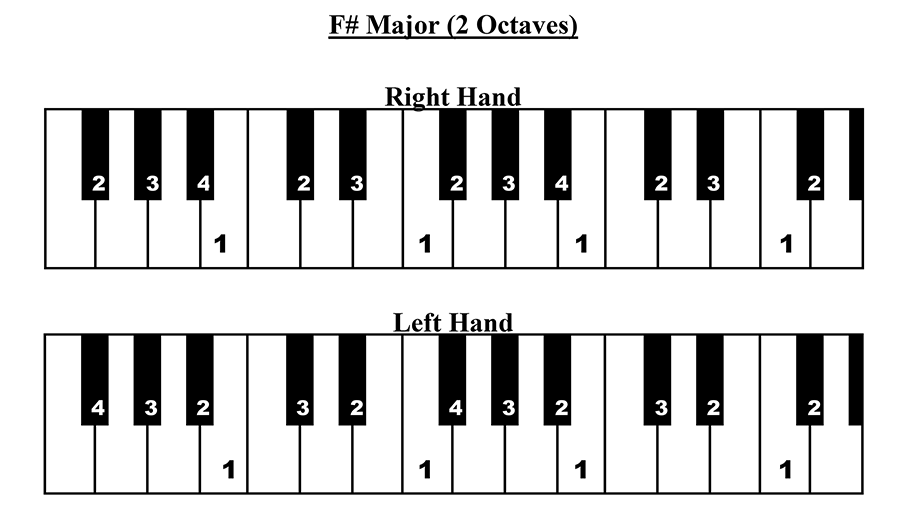 F# Major (2 Octaves)
Right Hand
2 3 4 2 3 2 3 4 2 3 2
1 1 1 1
Left Hand
4 3 2 3 2 4 3 2 3 2 2
1 1 1 1